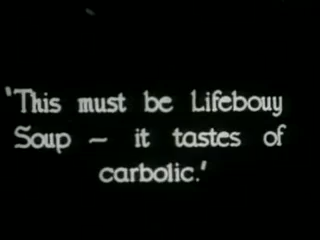 'This must be Lifebouy
Soup — it tastes of
carbolic.'